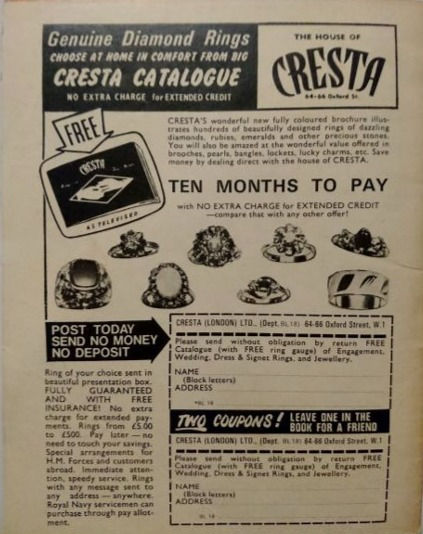 Genuine Diamond Rings
CHOOSE AT HOME IN COMFORT FROM BIG
CRESTA CATALOGUE
NO EXTRA CHARGE for EXTENDED CREDIT
THE HOUSE OF
CRESTA
64-66 Oxford St.
FREE
CRESTA
AS TELEVISED
CRESTA'S wonderful new fully coloured brochure illus-
trates hundreds of beautifully designed rings of dazzling
diamonds, rubies, emeralds and other precious stones.
You will also be amazed at the wonderful value offered in
brooches, pearls, bangles, lockets, lucky charms, etc. Save
money by dealing direct with the house of CRESTA.
TEN MONTHS TO PAY
with NO EXTRA CHARGE for EXTENDED CREDIT
—compare that with any other offer!
POST TODAY
SEND NO MONEY
NO DEPOSIT
Ring of your choice sent in
beautiful presentation box.
FULLY GUARANTEED
AND WITH FREE
INSURANCE! No extra
charge for extended pay-
ments. Rings from £5.00
to £500. Pay later — no
need to touch your savings.
Special arrangements for
H.M. Forces and customers
abroad. Immediate atten-
tion, speedy service. Rings
with any message sent to
any address — anywhere.
Royal Navy servicemen can
purchase through pay allot-
ment.
CRESTA (LONDON) LTD., (Dept. BL 18) 64-66 Oxford Street, W.1
Please send without obligation by return FREE
Catalogue (with FREE ring gauge) of Engagement,
Wedding, Dress & Signet Rings, and Jewellery.
NAME
(Block letters)
ADDRESS
*BL 18
TWO COUPONS! LEAVE ONE IN THE
BOOK FOR A FRIEND
CRESTA (LONDON) LTD., (Dept. BL 18) 64-66 Oxford Street, W.1
Please send without obligation by return FREE
Catalogue (with FREE ring gauge) of Engagement,
Wedding, Dress & Signet Rings, and Jewellery.
NAME
(Block letters)
ADDRESS
BL 18